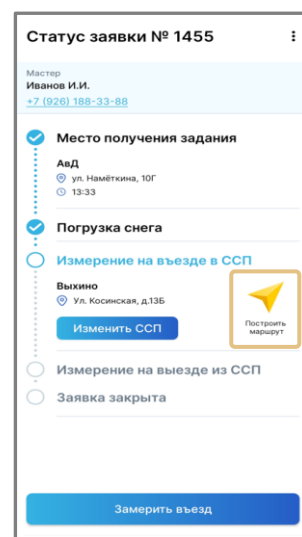 Статус заявки № 1455
Мастер
Иванов И.И.
+7 (926) 188-33-88
Место получения задания
АвД
ул. Намёткина, 10Г
13:33
Погрузка снега
Измерение на въезде в ССП
Выхино
Ул. Косинская, д.13Б
Изменить ССП
Построить
маршрут
Измерение на выезде из ССП
Заявка закрыта
Замерить въезд